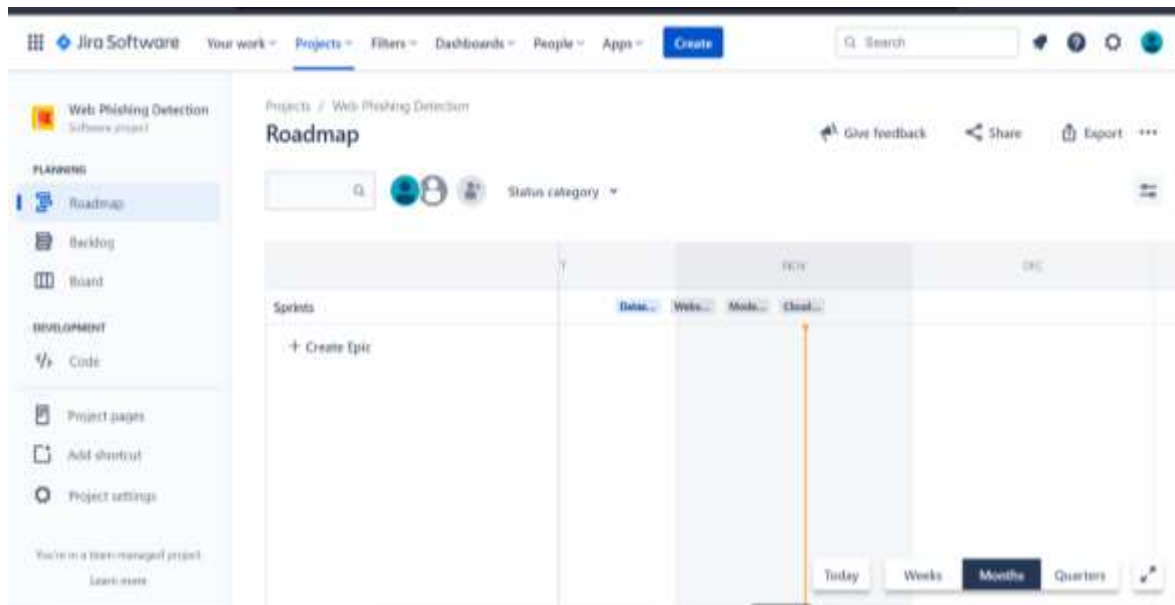 Jira Software Your work Projects Filters Dashboards People Apps Create Search
Web Phishing Detection
Software project
PLANNING
Roadmap
Backlog
Board
DEVELOPMENT
Code
Project pages
Add shortcut
Project settings
You're in a team-managed project
Learn more
Projects / Web Phishing Detection
Roadmap
Give feedback Share Export
Status category
T NOV DEC
Sprints Datas... Webs... Mode... Cloud...
+ Create Epic
Today Weeks Months Quarters